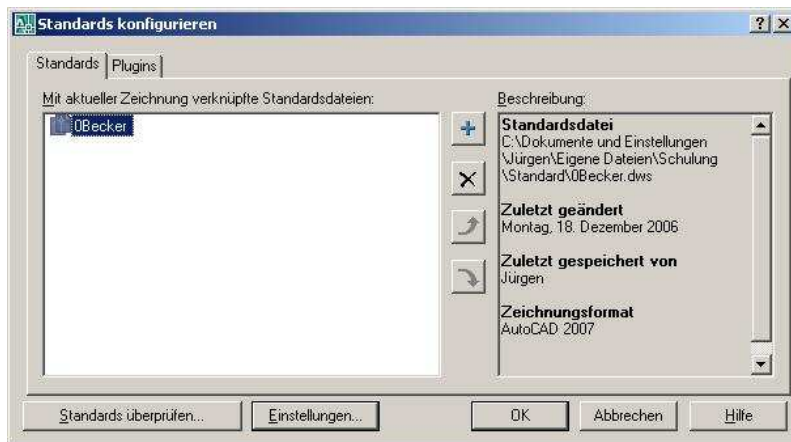 Standards konfigurieren
Standards
Plugins
Mit aktueller Zeichnung verknüpfte Standardsdateien:
0Becker
Beschreibung:
Standardsdatei
C:\Dokumente und Einstellungen
\Jürgen\Eigene Dateien\Schulung
\Standard\0Becker.dws
Zuletzt geändert
Montag, 18. Dezember 2006
Zuletzt gespeichert von
Jürgen
Zeichnungsformat
AutoCAD 2007
Standards überprüfen...
Einstellungen...
OK
Abbrechen
Hilfe